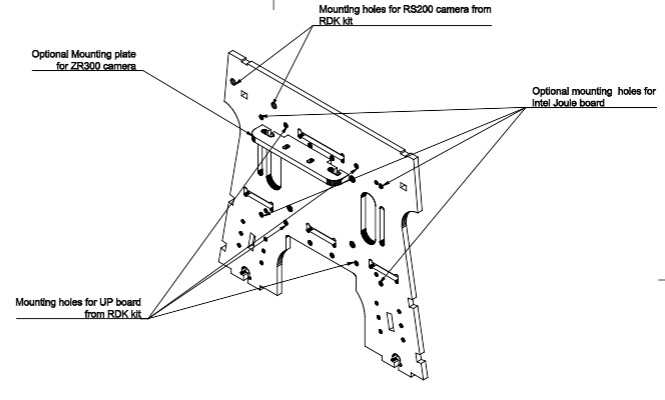 Mounting holes for RS200 camera from
RDK kit
Optional Mounting plate
for ZR300 camera
Optional mounting holes for
Intel Joule board
Mounting holes for UP board
from RDK kit